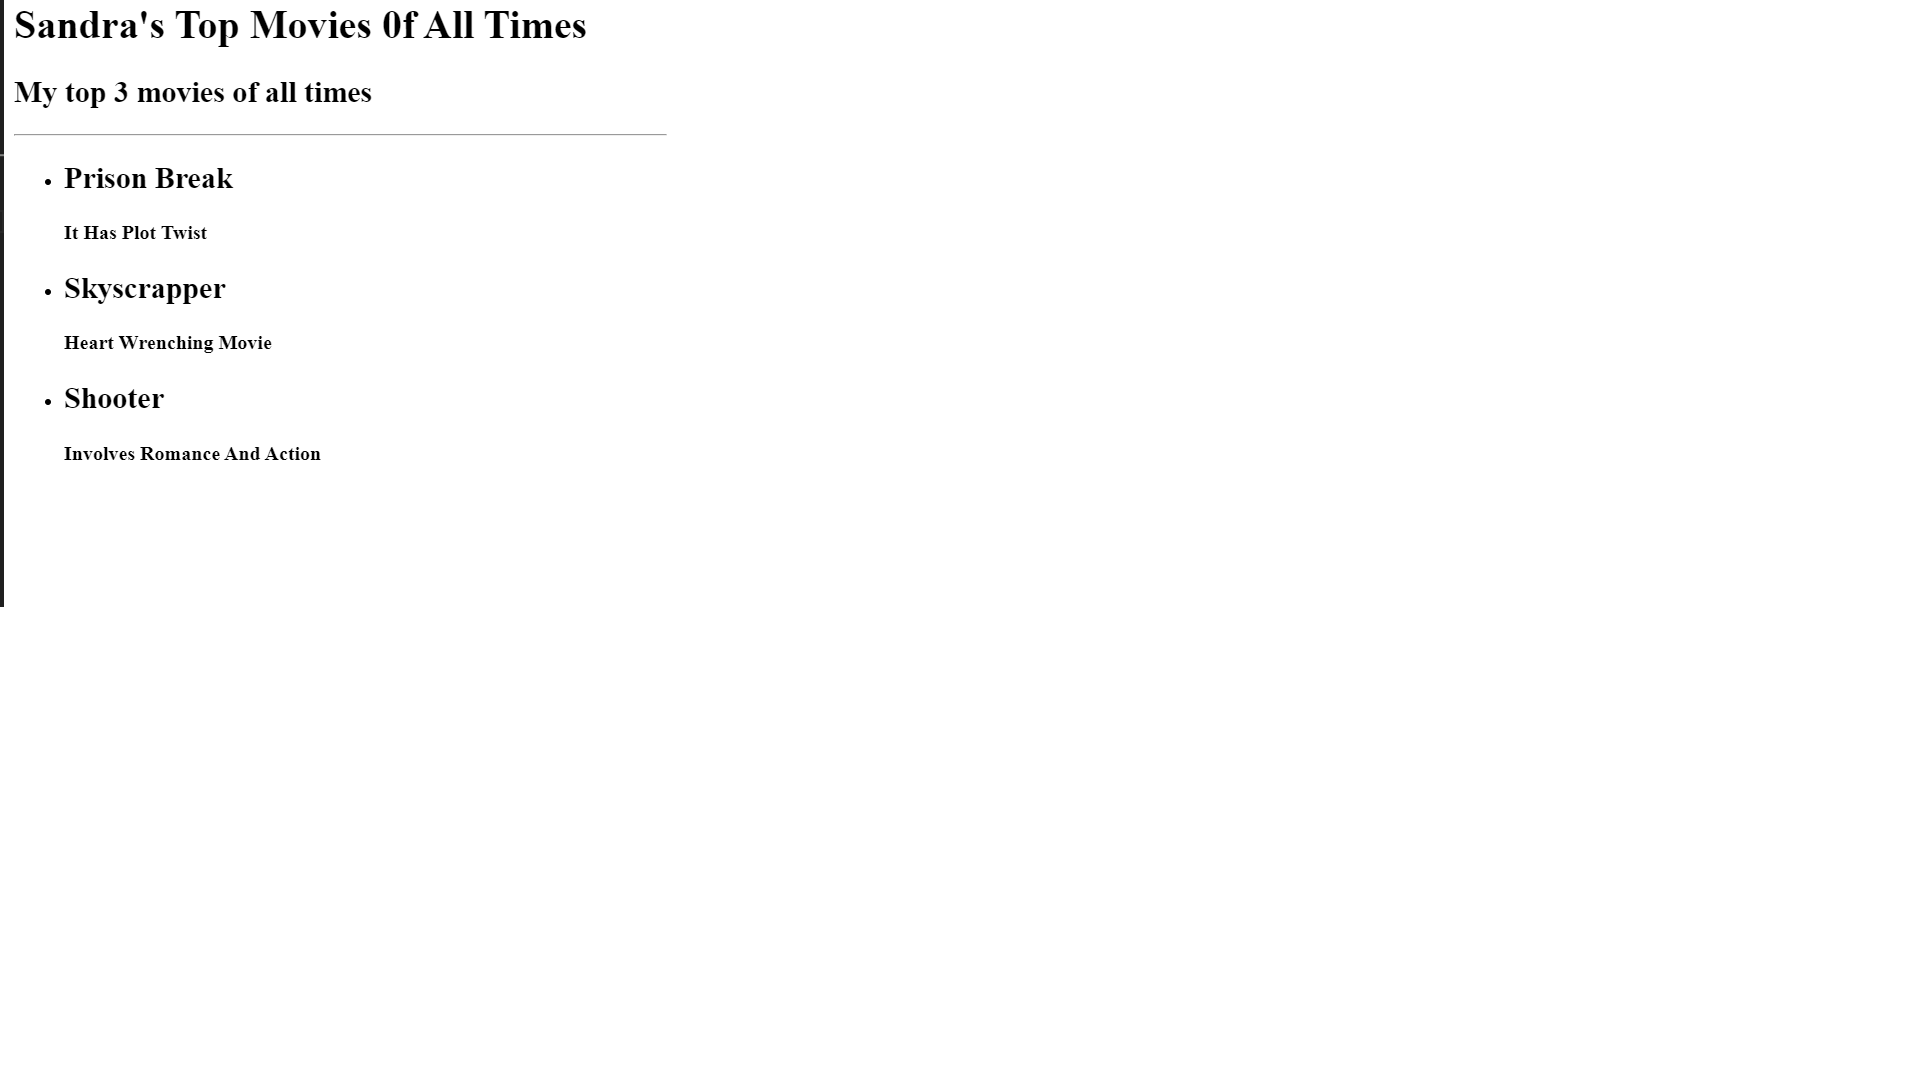 Sandra's Top Movies 0f All Times
My top 3 movies of all times
Prison Break
It Has Plot Twist
Skyscrapper
Heart Wrenching Movie
Shooter
Involves Romance And Action